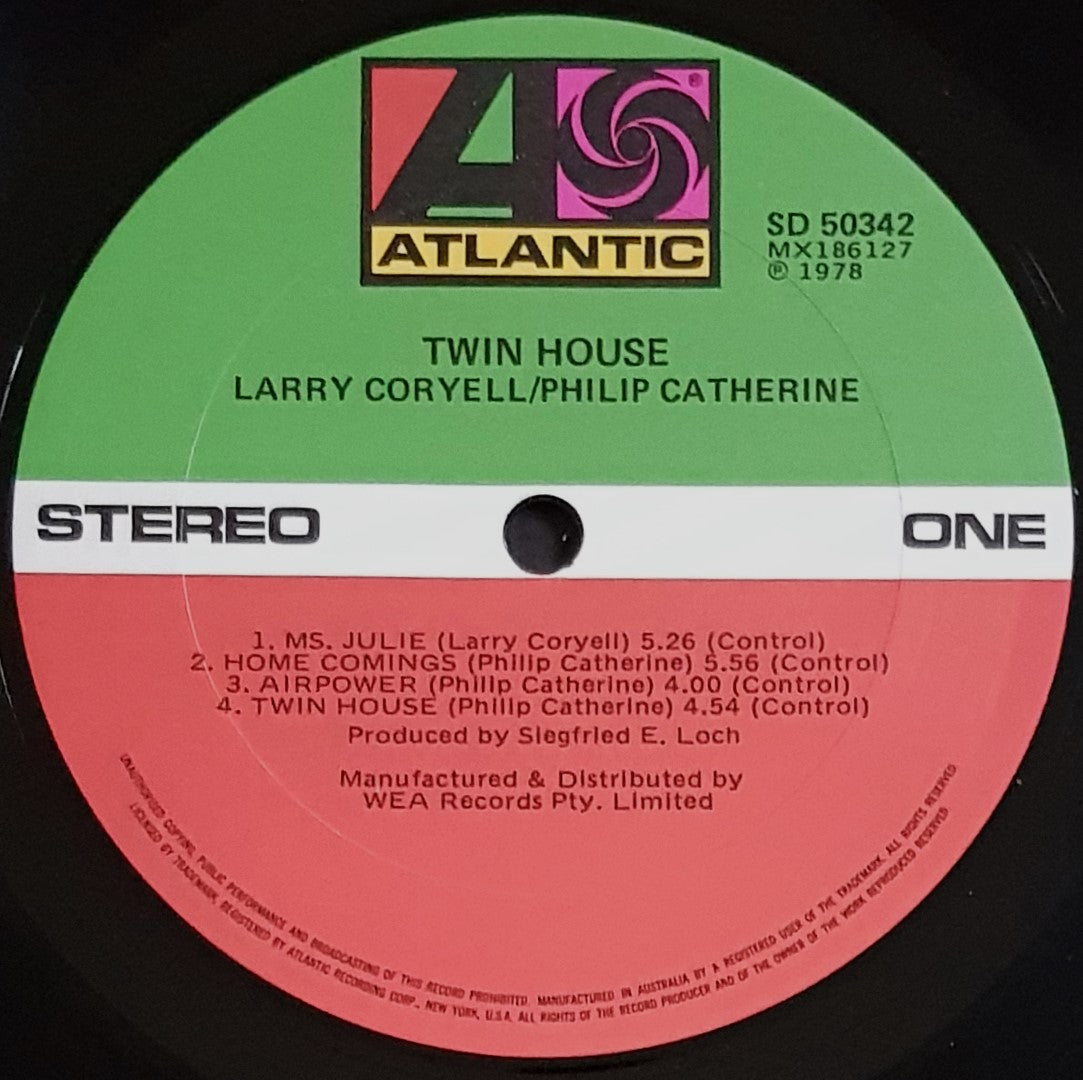 ®
ATLANTIC
SD 50342
MX186127
℗ 1978
TWIN HOUSE
LARRY CORYELL/PHILIP CATHERINE
STEREO
ONE
1. MS. JULIE (Larry Coryell) 5.26 (Control)
2. HOME COMINGS (Philip Catherine) 5.56 (Control)
3. AIRPOWER (Philip Catherine) 4.00 (Control)
4. TWIN HOUSE (Philip Catherine) 4.54 (Control)
Produced by Siegfried E. Loch
Manufactured & Distributed by
WEA Records Pty. Limited
UNAUTHORISED COPYING, PUBLIC PERFORMANCE AND BROADCASTING OF THIS RECORD PROHIBITED. MANUFACTURED IN AUSTRALIA BY A REGISTERED USER OF THE TRADEMARK. ALL RIGHTS RESERVED
LICENSED BY TRADEMARK, REGISTERED BY ATLANTIC RECORDING CORP., NEW YORK, U.S.A. ALL RIGHTS OF THE RECORD PRODUCER AND OF THE OWNER OF THE WORK REPRODUCED RESERVED